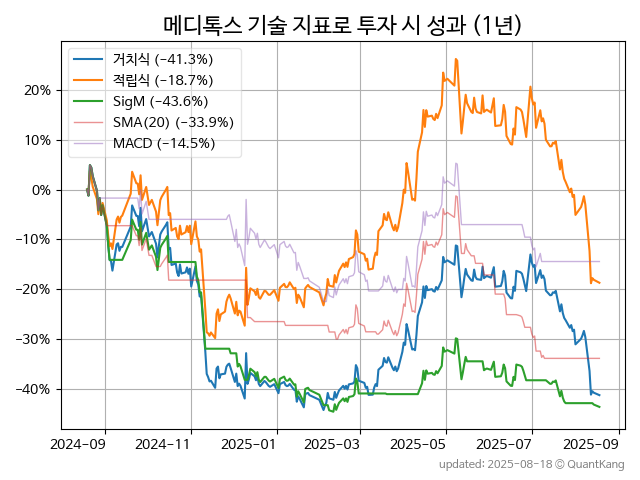 메디톡스 기술 지표로 투자 시 성과 (1년)
거치식 (−41.3%)
적립식 (−18.7%)
SigM (−43.6%)
SMA(20) (−33.9%)
MACD (−14.5%)
20%
10%
0%
−10%
−20%
−30%
−40%
2024-09 2024-11 2025-01 2025-03 2025-05 2025-07 2025-09
updated: 2025-08-18 © QuantKang